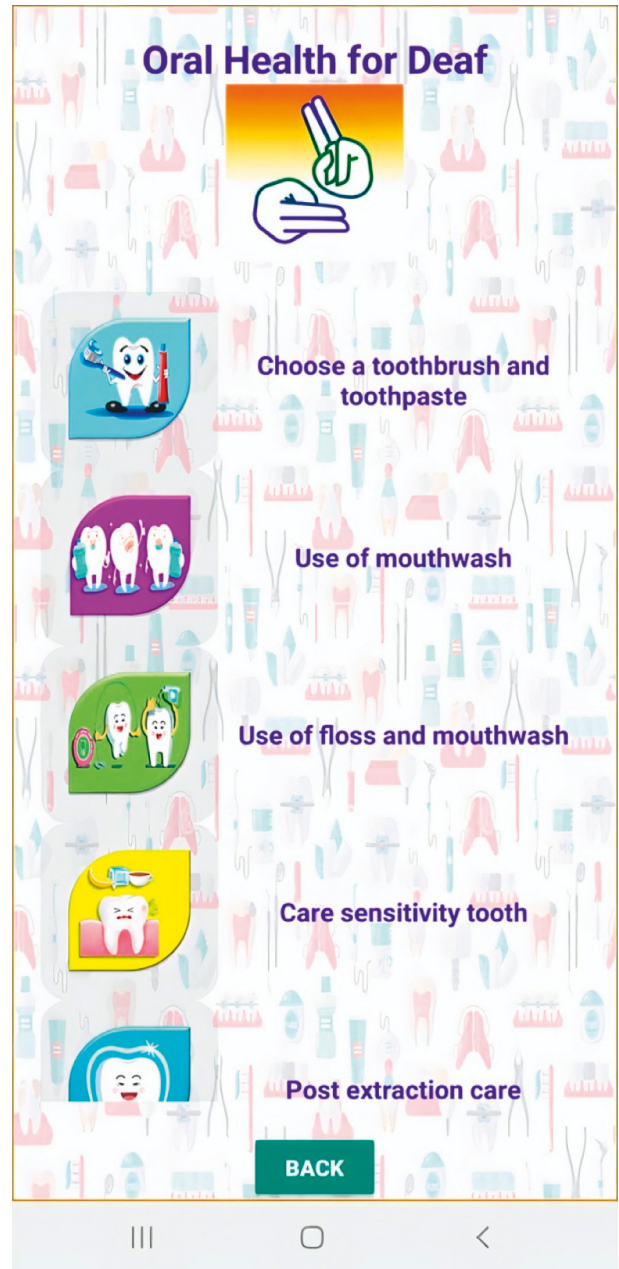 Oral Health for Deaf
Choose a toothbrush and
toothpaste
Use of mouthwash
Use of floss and mouthwash
Care sensitivity tooth
Post extraction care
BACK